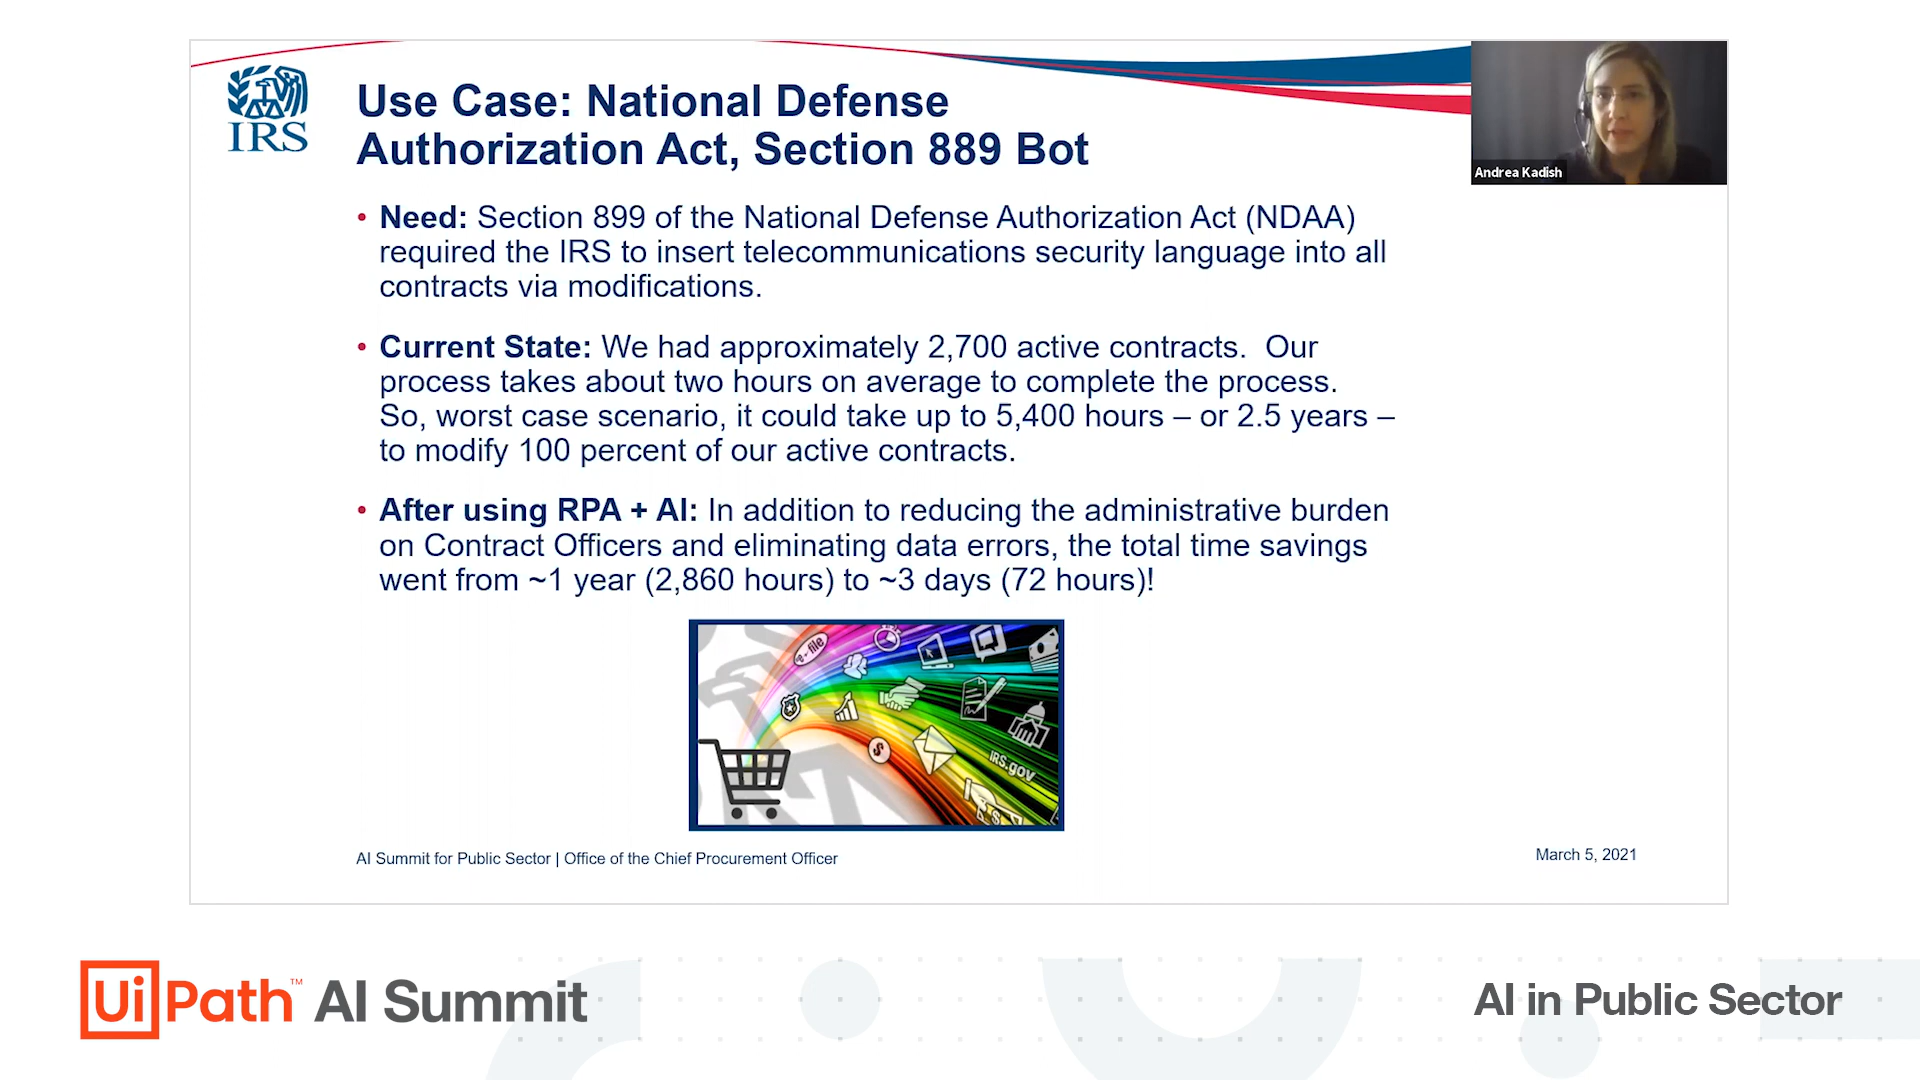 IRS
Use Case: National Defense
Authorization Act, Section 889 Bot
Andrea Kadish
• Need: Section 899 of the National Defense Authorization Act (NDAA)
required the IRS to insert telecommunications security language into all
contracts via modifications.
• Current State: We had approximately 2,700 active contracts.  Our
process takes about two hours on average to complete the process.
So, worst case scenario, it could take up to 5,400 hours – or 2.5 years –
to modify 100 percent of our active contracts.
• After using RPA + AI: In addition to reducing the administrative burden
on Contract Officers and eliminating data errors, the total time savings
went from ~1 year (2,860 hours) to ~3 days (72 hours)!
e-file
$
IRS.gov
$
AI Summit for Public Sector | Office of the Chief Procurement Officer
March 5, 2021
UiPath™ AI Summit
AI in Public Sector